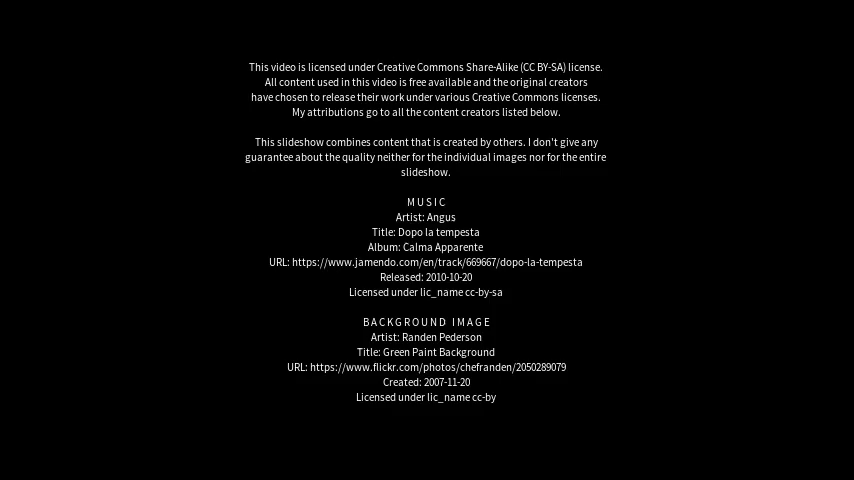 This video is licensed under Creative Commons Share-Alike (CC BY-SA) license.
All content used in this video is free available and the original creators
have chosen to release their work under various Creative Commons licenses.
My attributions go to all the content creators listed below.
This slideshow combines content that is created by others. I don't give any
guarantee about the quality neither for the individual images nor for the entire
slideshow.
MUSIC
Artist: Angus
Title: Dopo la tempesta
Album: Calma Apparente
URL: https://www.jamendo.com/en/track/669667/dopo-la-tempesta
Released: 2010-10-20
Licensed under lic_name cc-by-sa
BACKGROUND IMAGE
Artist: Randen Pederson
Title: Green Paint Background
URL: https://www.flickr.com/photos/chefranden/2050289079
Created: 2007-11-20
Licensed under lic_name cc-by